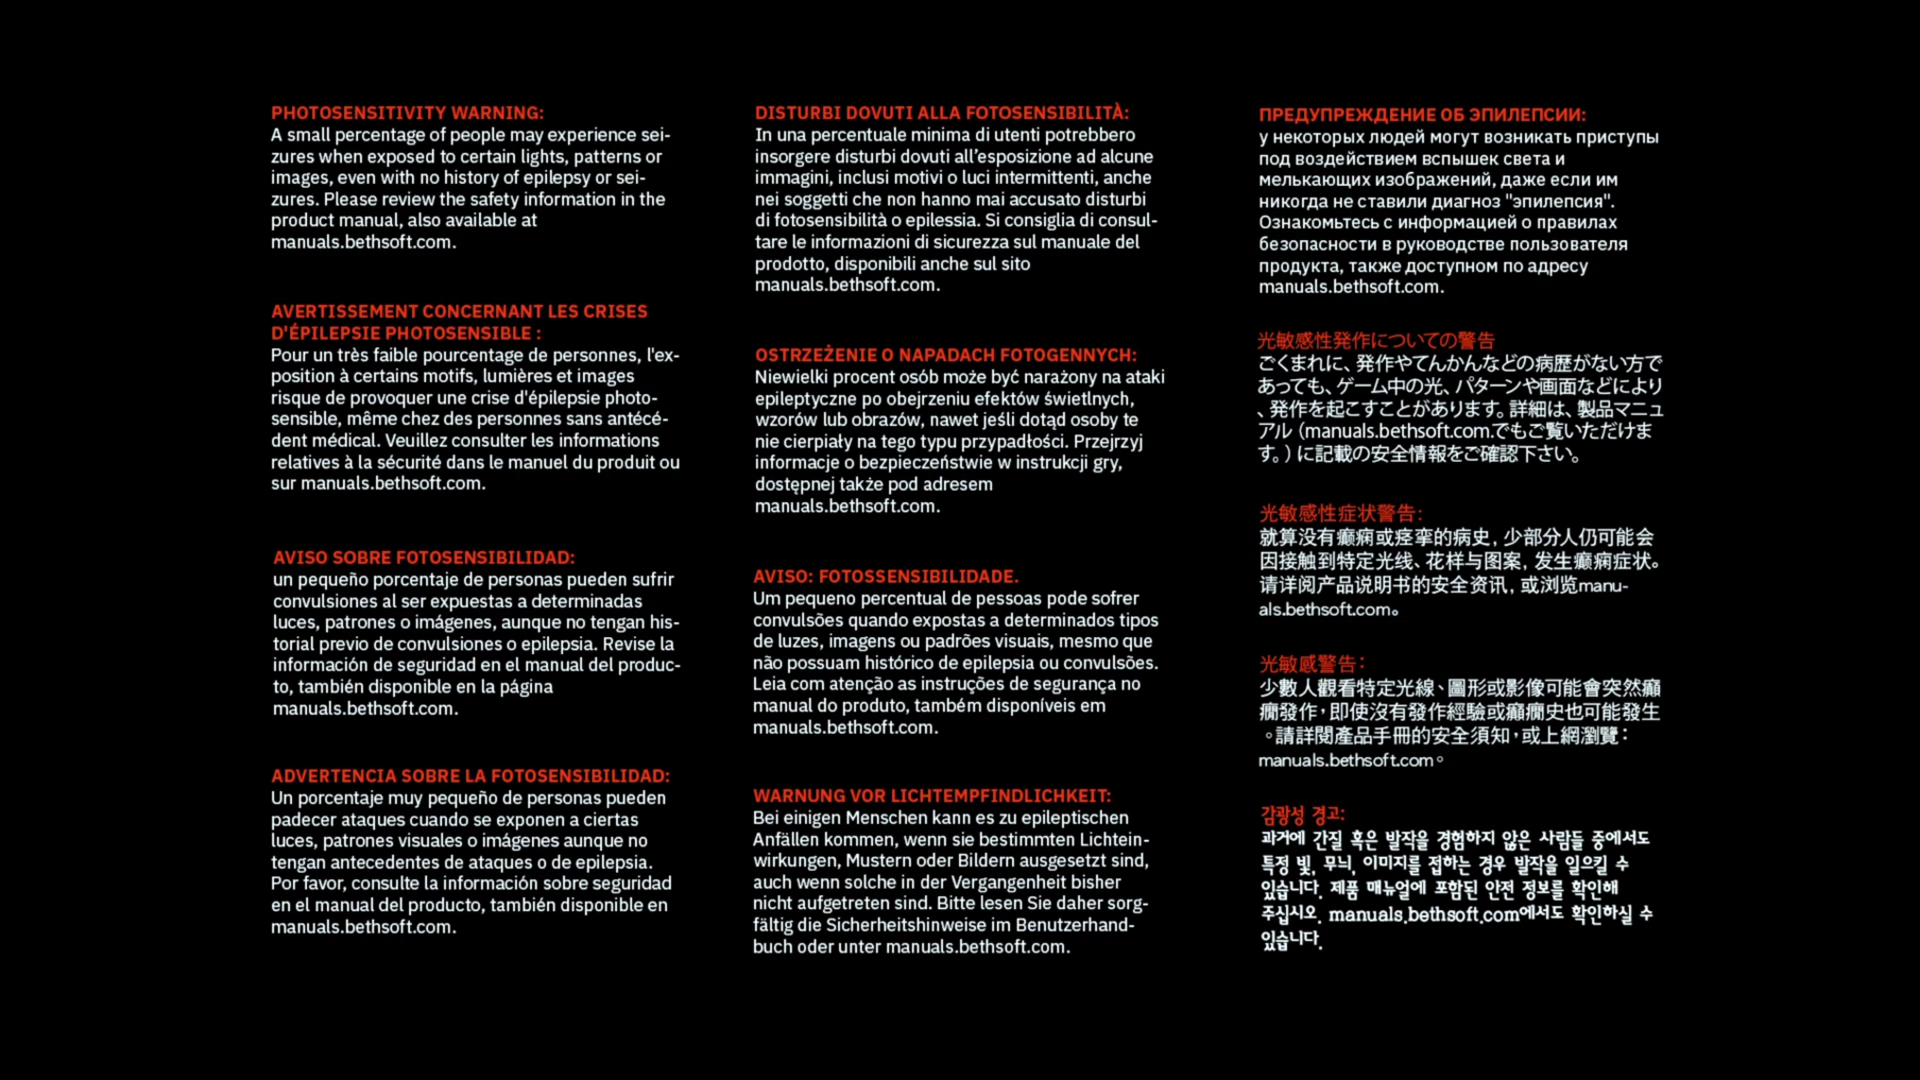 PHOTOSENSITIVITY WARNING:
A small percentage of people may experience sei-
zures when exposed to certain lights, patterns or
images, even with no history of epilepsy or sei-
zures. Please review the safety information in the
product manual, also available at
manuals.bethsoft.com.
AVERTISSEMENT CONCERNANT LES CRISES
D'ÉPILEPSIE PHOTOSENSIBLE :
Pour un très faible pourcentage de personnes, l'ex-
position à certains motifs, lumières et images
risque de provoquer une crise d'épilepsie photo-
sensible, même chez des personnes sans antécé-
dent médical. Veuillez consulter les informations
relatives à la sécurité dans le manuel du produit ou
sur manuals.bethsoft.com.
AVISO SOBRE FOTOSENSIBILIDAD:
un pequeño porcentaje de personas pueden sufrir
convulsiones al ser expuestas a determinadas
luces, patrones o imágenes, aunque no tengan his-
torial previo de convulsiones o epilepsia. Revise la
información de seguridad en el manual del produc-
to, también disponible en la página
manuals.bethsoft.com.
ADVERTENCIA SOBRE LA FOTOSENSIBILIDAD:
Un porcentaje muy pequeño de personas pueden
padecer ataques cuando se exponen a ciertas
luces, patrones visuales o imágenes aunque no
tengan antecedentes de ataques o de epilepsia.
Por favor, consulte la información sobre seguridad
en el manual del producto, también disponible en
manuals.bethsoft.com.
DISTURBI DOVUTI ALLA FOTOSENSIBILITÀ:
In una percentuale minima di utenti potrebbero
insorgere disturbi dovuti all'esposizione ad alcune
immagini, inclusi motivi o luci intermittenti, anche
nei soggetti che non hanno mai accusato disturbi
di fotosensibilità o epilessia. Si consiglia di consul-
tare le informazioni di sicurezza sul manuale del
prodotto, disponibili anche sul sito
manuals.bethsoft.com.
OSTRZEŻENIE O NAPADACH FOTOGENNYCH:
Niewielki procent osób może być narażony na ataki
epileptyczne po obejrzeniu efektów świetlnych,
wzorów lub obrazów, nawet jeśli dotąd osoby te
nie cierpiały na tego typu przypadłości. Przejrzyj
informacje o bezpieczeństwie w instrukcji gry,
dostępnej także pod adresem
manuals.bethsoft.com.
AVISO: FOTOSSENSIBILIDADE.
Um pequeno percentual de pessoas pode sofrer
convulsões quando expostas a determinados tipos
de luzes, imagens ou padrões visuais, mesmo que
não possuam histórico de epilepsia ou convulsões.
Leia com atenção as instruções de segurança no
manual do produto, também disponíveis em
manuals.bethsoft.com.
WARNUNG VOR LICHTEMPFINDLICHKEIT:
Bei einigen Menschen kann es zu epileptischen
Anfällen kommen, wenn sie bestimmten Lichtein-
wirkungen, Mustern oder Bildern ausgesetzt sind,
auch wenn solche in der Vergangenheit bisher
nicht aufgetreten sind. Bitte lesen Sie daher sorg-
fältig die Sicherheitshinweise im Benutzerhand-
buch oder unter manuals.bethsoft.com.
ПРЕДУПРЕЖДЕНИЕ ОБ ЭПИЛЕПСИИ:
у некоторых людей могут возникать приступы
под воздействием вспышек света и
мелькающих изображений, даже если им
никогда не ставили диагноз "эпилепсия".
Ознакомьтесь с информацией о правилах
безопасности в руководстве пользователя
продукта, также доступном по адресу
manuals.bethsoft.com.
光敏感性発作についての警告
ごくまれに、発作やてんかんなどの病歴がない方で
あっても、ゲーム中の光、パターンや画面などにより
、発作を起こすことがあります。詳細は、製品マニュ
アル（manuals.bethsoft.com.でもご覧いただけま
す。）に記載の安全情報をご確認下さい。
光敏感性症状警告：
就算没有癫痫或痉挛的病史，少部分人仍可能会
因接触到特定光线、花样与图案，发生癫痫症状。
请详阅产品说明书的安全资讯，或浏览manu-
als.bethsoft.com。
光敏感警告：
少數人觀看特定光線、圖形或影像可能會突然癲
癇發作，即使沒有發作經驗或癲癇史也可能發生
。請詳閱產品手冊的安全須知，或上網瀏覽：
manuals.bethsoft.com。
감광성 경고:
과거에 간질 혹은 발작을 경험하지 않은 사람들 중에서도
특정 빛, 무늬, 이미지를 접하는 경우 발작을 일으킬 수
있습니다. 제품 매뉴얼에 포함된 안전 정보를 확인해
주십시오. manuals.bethsoft.com에서도 확인하실 수
있습니다.